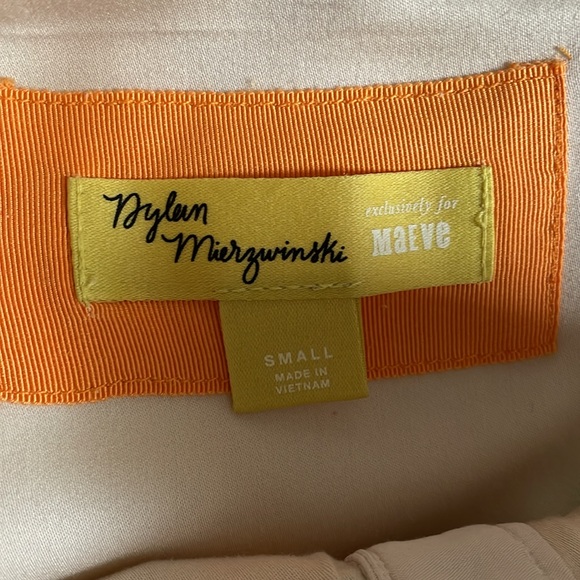 Dylan
Mierzwinski
exclusively for
MaEVe
SMALL
MADE IN
VIETNAM